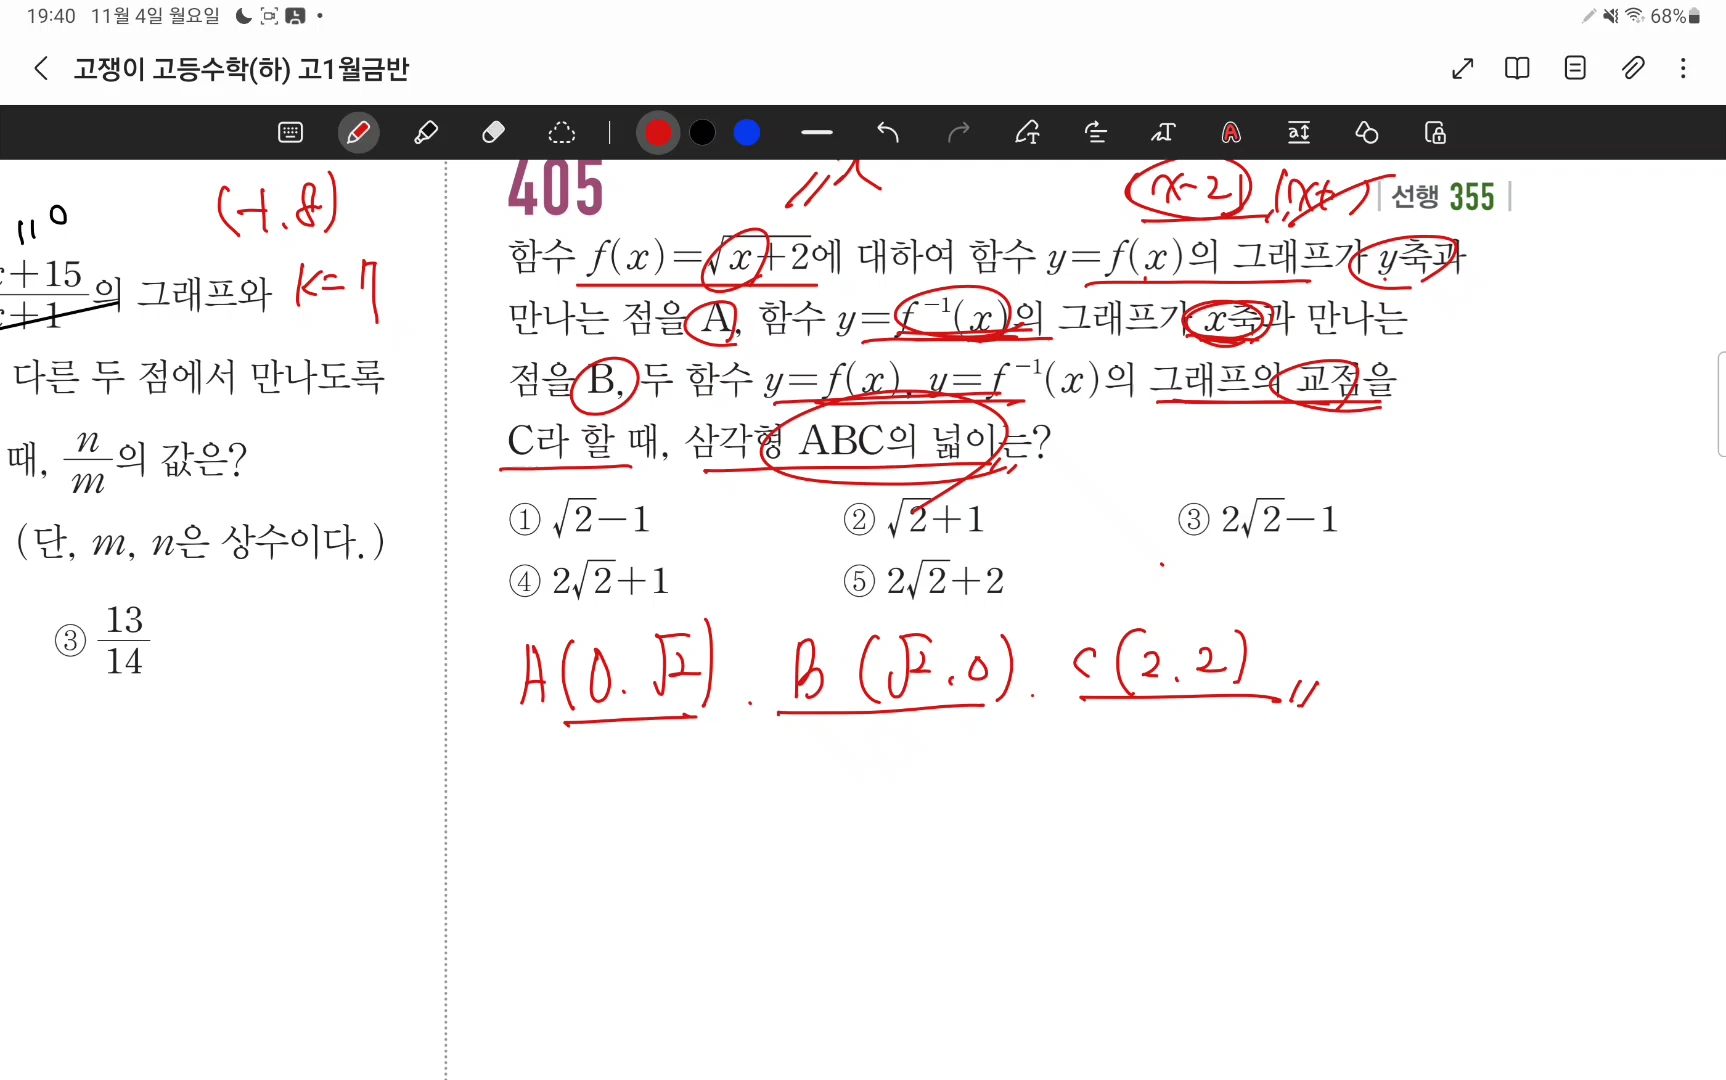 19:40 11월 4일 월요일
68%
고쟁이 고등수학(하) 고1월금반
(-1.8)
x+15
x+1
의 그래프와 k=7
다른 두 점에서 만나도록
때, n/m의 값은?
(단, m, n은 상수이다.)
③ 13/14
405
(x-2)
선행 355
함수 f(x)=√x+2에 대하여 함수 y=f(x)의 그래프가 y축과
만나는 점을 A, 함수 y=f⁻¹(x)의 그래프가 x축과 만나는
점을 B, 두 함수 y=f(x), y=f⁻¹(x)의 그래프의 교점을
C라 할 때, 삼각형 ABC의 넓이는?
① √2-1 ② √2+1 ③ 2√2-1
④ 2√2+1 ⑤ 2√2+2
A(0.√2). B(√2.0). C(2.2)